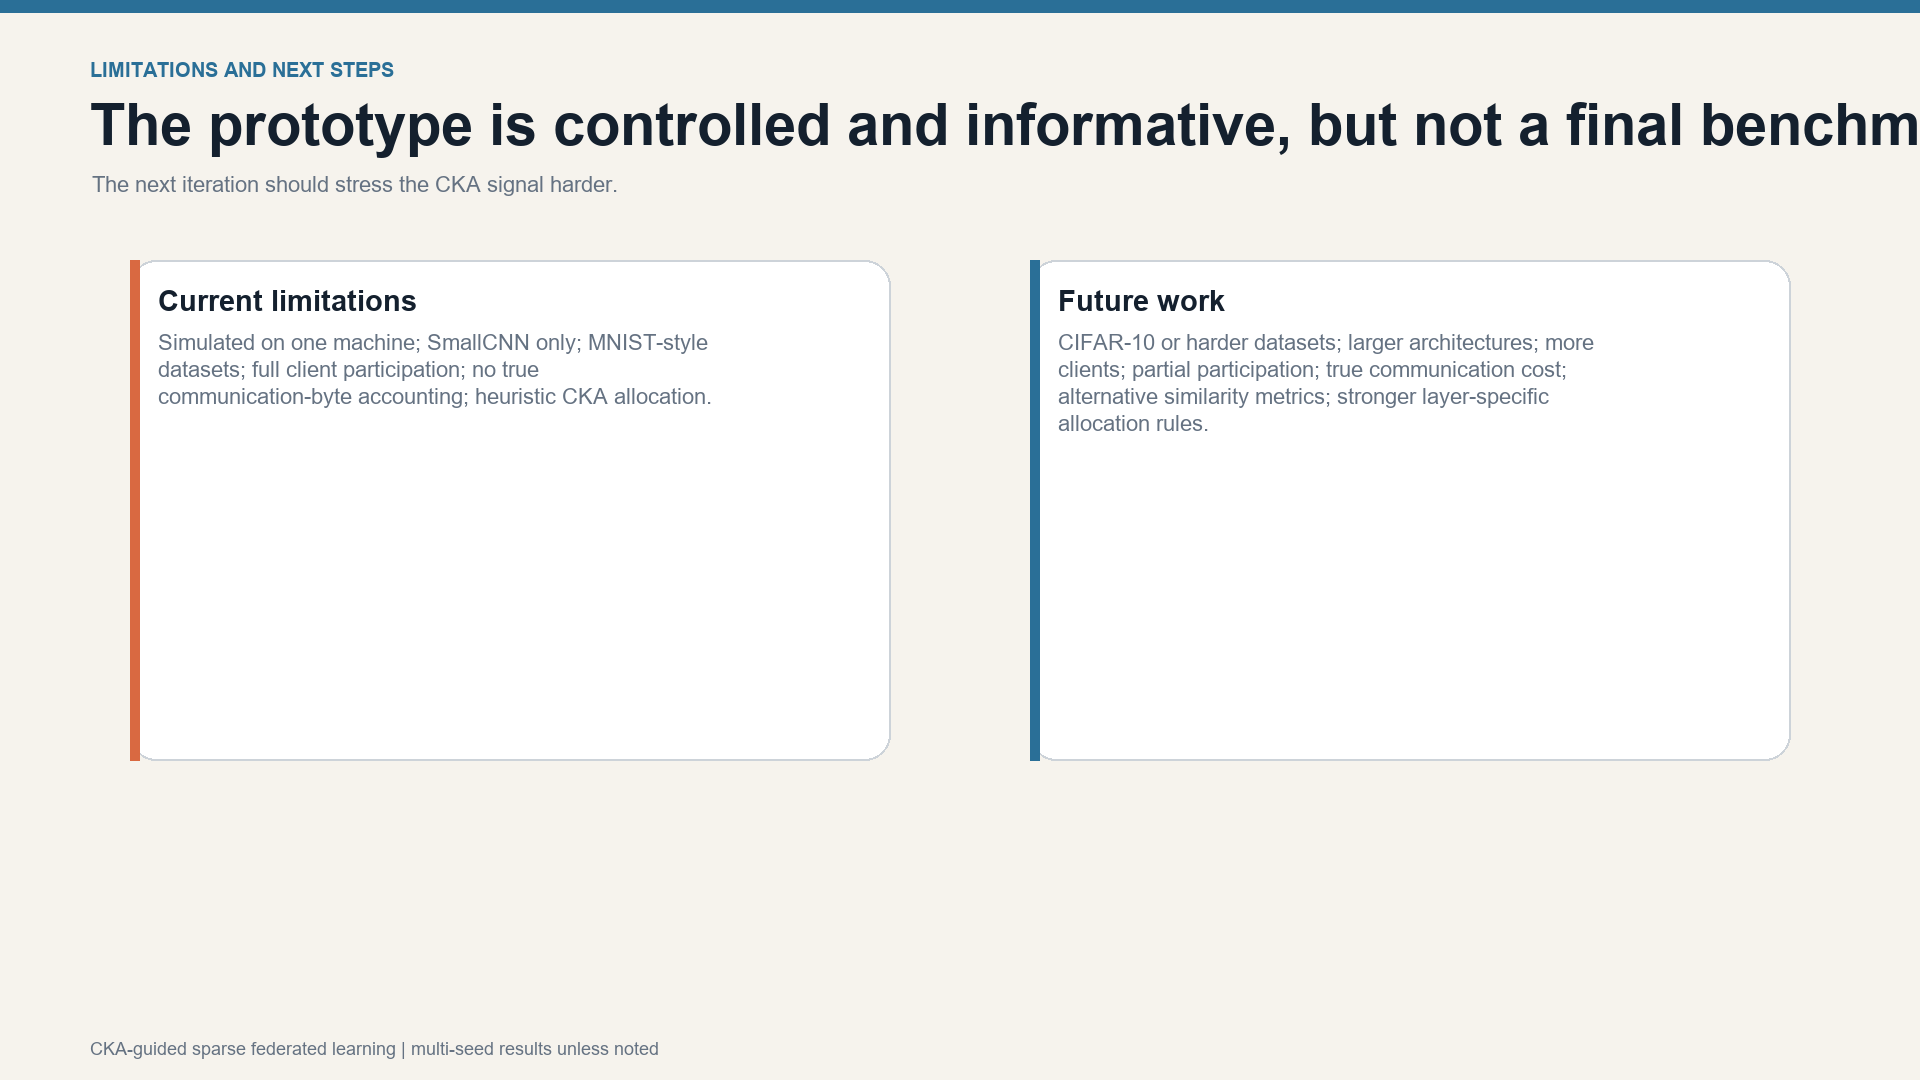 LIMITATIONS AND NEXT STEPS
The prototype is controlled and informative, but not a final benchm
The next iteration should stress the CKA signal harder.
Current limitations
Simulated on one machine; SmallCNN only; MNIST-style
datasets; full client participation; no true
communication-byte accounting; heuristic CKA allocation.
Future work
CIFAR-10 or harder datasets; larger architectures; more
clients; partial participation; true communication cost;
alternative similarity metrics; stronger layer-specific
allocation rules.
CKA-guided sparse federated learning | multi-seed results unless noted